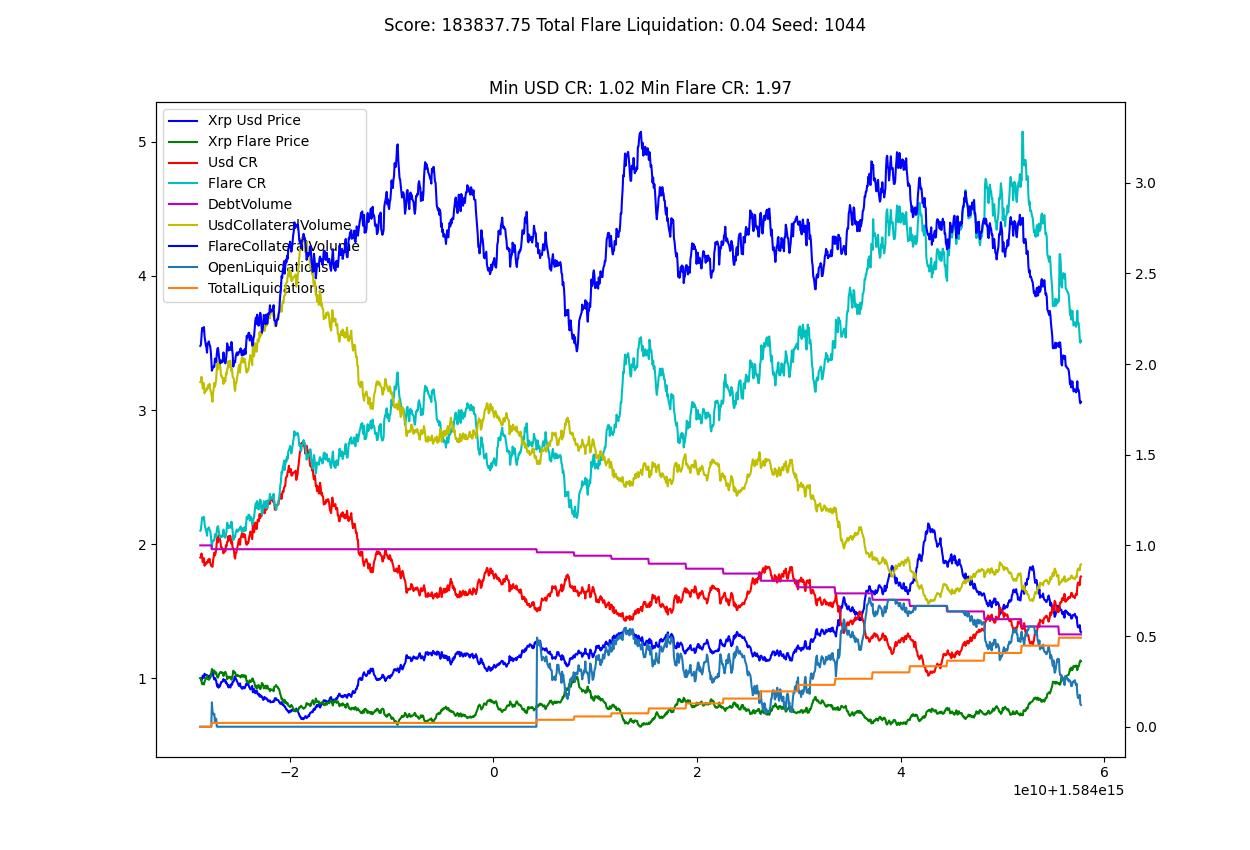 Score: 183837.75 Total Flare Liquidation: 0.04 Seed: 1044
Min USD CR: 1.02 Min Flare CR: 1.97
Xrp Usd Price
Xrp Flare Price
Usd CR
Flare CR
DebtVolume
UsdCollateralVolume
FlareCollateralVolume
OpenLiquidations
TotalLiquidations
5
4
3
2
1
3.0
2.5
2.0
1.5
1.0
0.5
0.0
−2
0
2
4
6
1e10+1.584e15